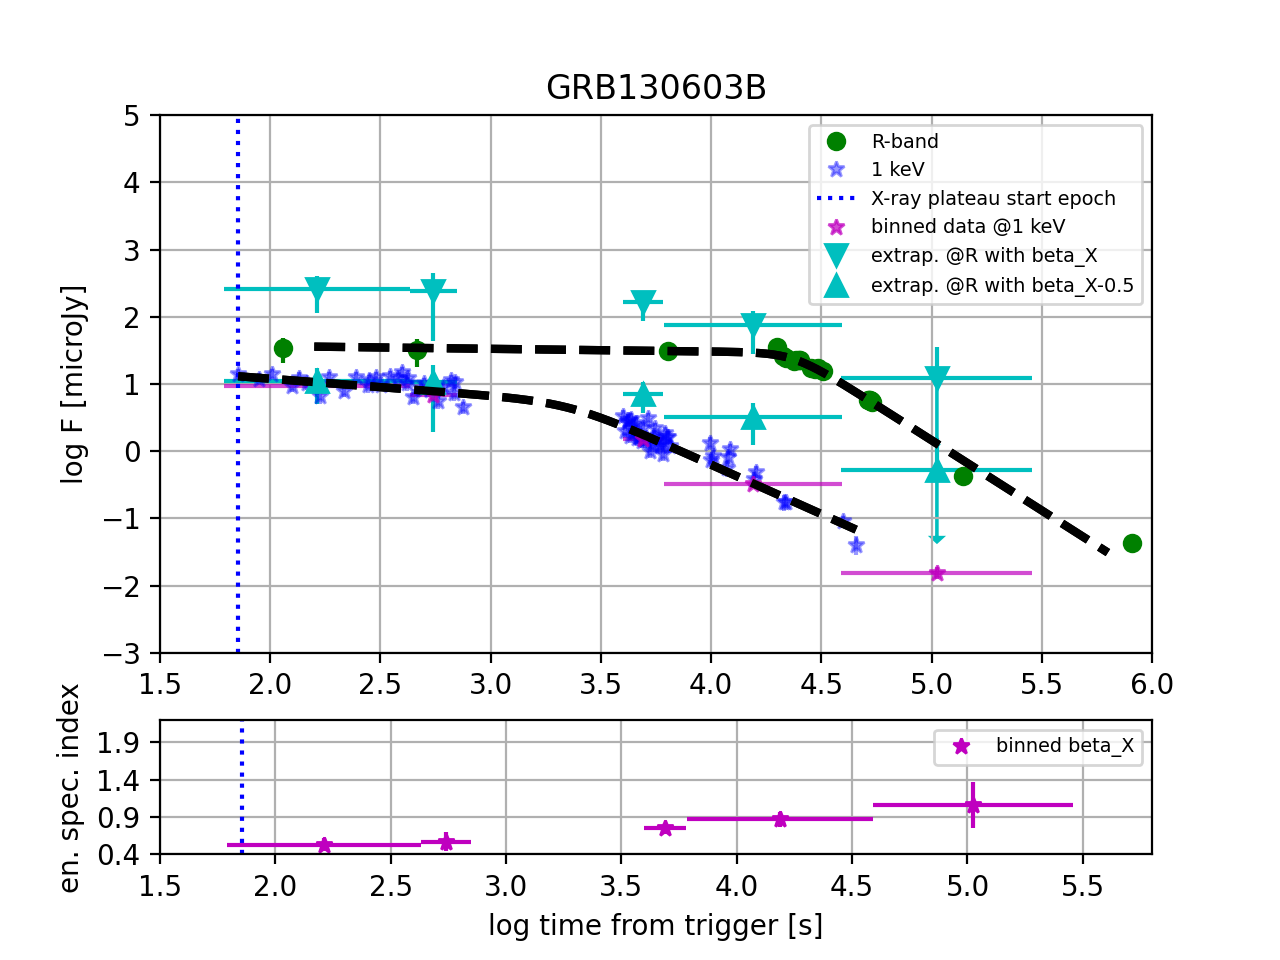 GRB130603B
log F [microJy]
5
4
3
2
1
0
−1
−2
−3
R-band
1 keV
X-ray plateau start epoch
binned data @1 keV
extrap. @R with beta_X
extrap. @R with beta_X-0.5
1.5 2.0 2.5 3.0 3.5 4.0 4.5 5.0 5.5 6.0
en. spec. index
1.9
1.4
0.9
0.4
binned beta_X
1.5 2.0 2.5 3.0 3.5 4.0 4.5 5.0 5.5
log time from trigger [s]